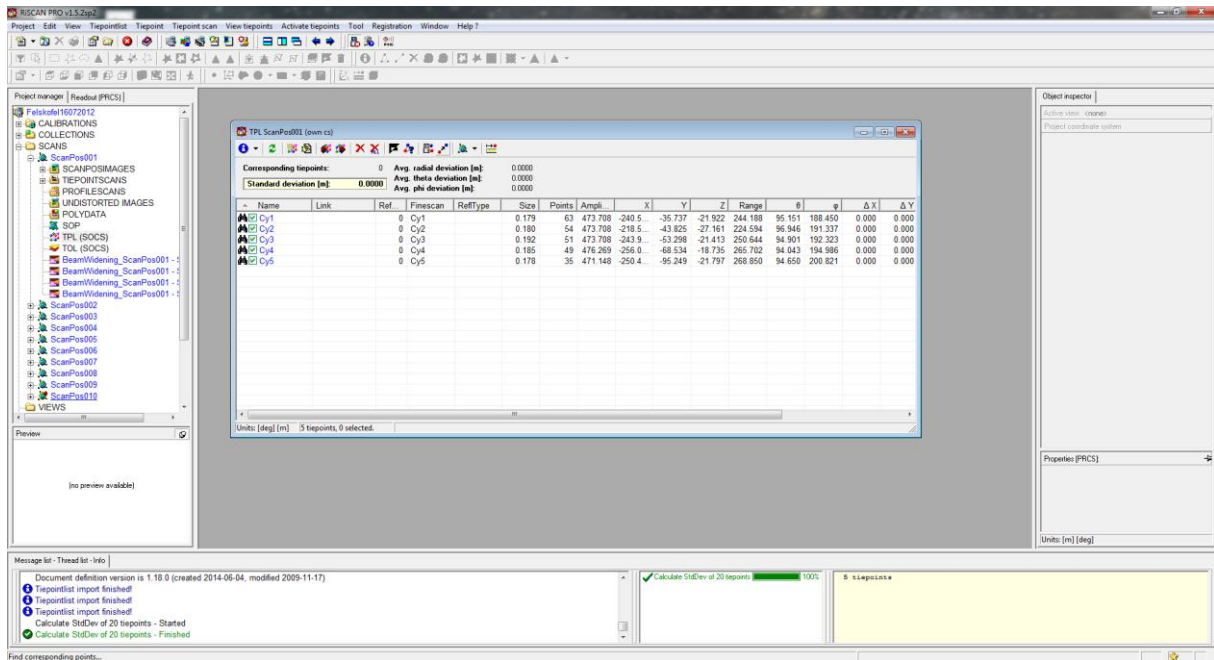 RiSCAN PRO v1.5.2sp2
Project Edit View Tiepointlist Tiepoint Tiepoint scan View tiepoints Activate tiepoints Tool Registration Window Help ?
Project manager Readout [PRCS]
Felskofel16072012
CALIBRATIONS
COLLECTIONS
SCANS
ScanPos001
SCANPOSIMAGES
TIEPOINTSCANS
PROFILESCANS
UNDISTORTED IMAGES
POLYDATA
SOP
TPL (SOCS)
TOL (SOCS)
BeamWidening_ScanPos001 -
BeamWidening_ScanPos001 -
BeamWidening_ScanPos001 -
ScanPos002
ScanPos003
ScanPos004
ScanPos005
ScanPos006
ScanPos007
ScanPos008
ScanPos009
ScanPos010
VIEWS
Preview
[no preview available]
TPL ScanPos001 (own cs)
Corresponding tiepoints: 0 Avg. radial deviation [m]: 0.0000
Avg. theta deviation [m]: 0.0000
Standard deviation [m]: 0.0000 Avg. phi deviation [m]: 0.0000
Name Link Ref... Finescan ReflType Size Points Ampli... X Y Z Range θ φ Δ X Δ Y
Cy1 0 Cy1 0.179 63 473.708 -240.5... -35.737 -21.922 244.188 95.151 188.450 0.000 0.000
Cy2 0 Cy2 0.180 54 473.708 -218.5... -43.825 -27.161 224.594 96.946 191.337 0.000 0.000
Cy3 0 Cy3 0.192 51 473.708 -243.9... -53.298 -21.413 250.644 94.901 192.323 0.000 0.000
Cy4 0 Cy4 0.185 49 476.269 -256.0... -68.534 -18.735 265.702 94.043 194.986 0.000 0.000
Cy5 0 Cy5 0.178 35 471.148 -250.4... -95.249 -21.797 268.850 94.650 200.821 0.000 0.000
Units: [deg] [m] 5 tiepoints, 0 selected.
Object inspector
Active view: <none>
Project coordinate system
Properties [PRCS]
Units: [m] [deg]
Message list - Thread list - Info
Document definition version is 1.18.0 (created 2014-06-04, modified 2009-11-17)
Tiepointlist import finished!
Tiepointlist import finished!
Tiepointlist import finished!
Calculate StdDev of 20 tiepoints - Started
Calculate StdDev of 20 tiepoints - Finished
Calculate StdDev of 20 tiepoints 100%
5 tiepoints
Find corresponding points...